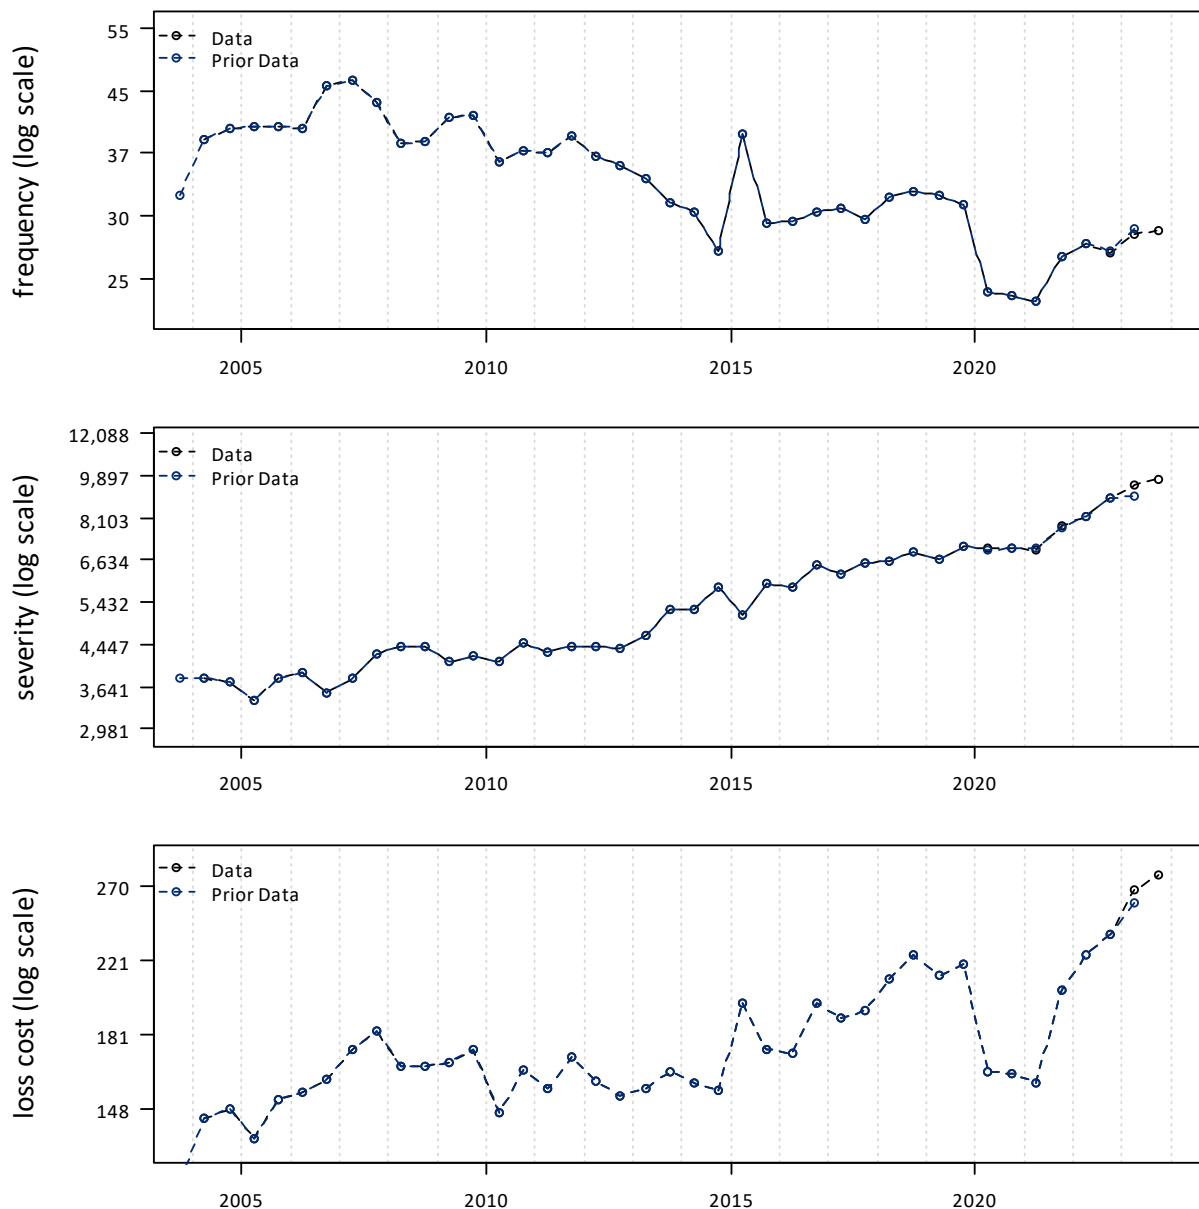 frequency (log scale)
55
45
37
30
25
Data
Prior Data
2005 2010 2015 2020
severity (log scale)
12,088
9,897
8,103
6,634
5,432
4,447
3,641
2,981
Data
Prior Data
2005 2010 2015 2020
loss cost (log scale)
270
221
181
148
Data
Prior Data
2005 2010 2015 2020